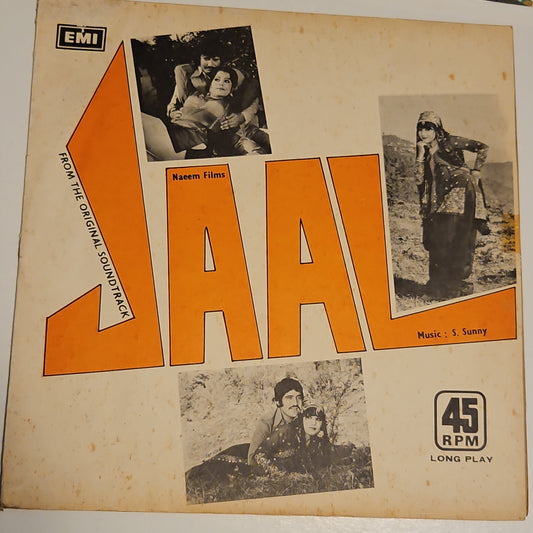 EMI
Naeem Films
FROM THE ORIGINAL SOUNDTRACK
JAAL
Music : S. Sunny
45
RPM
LONG PLAY